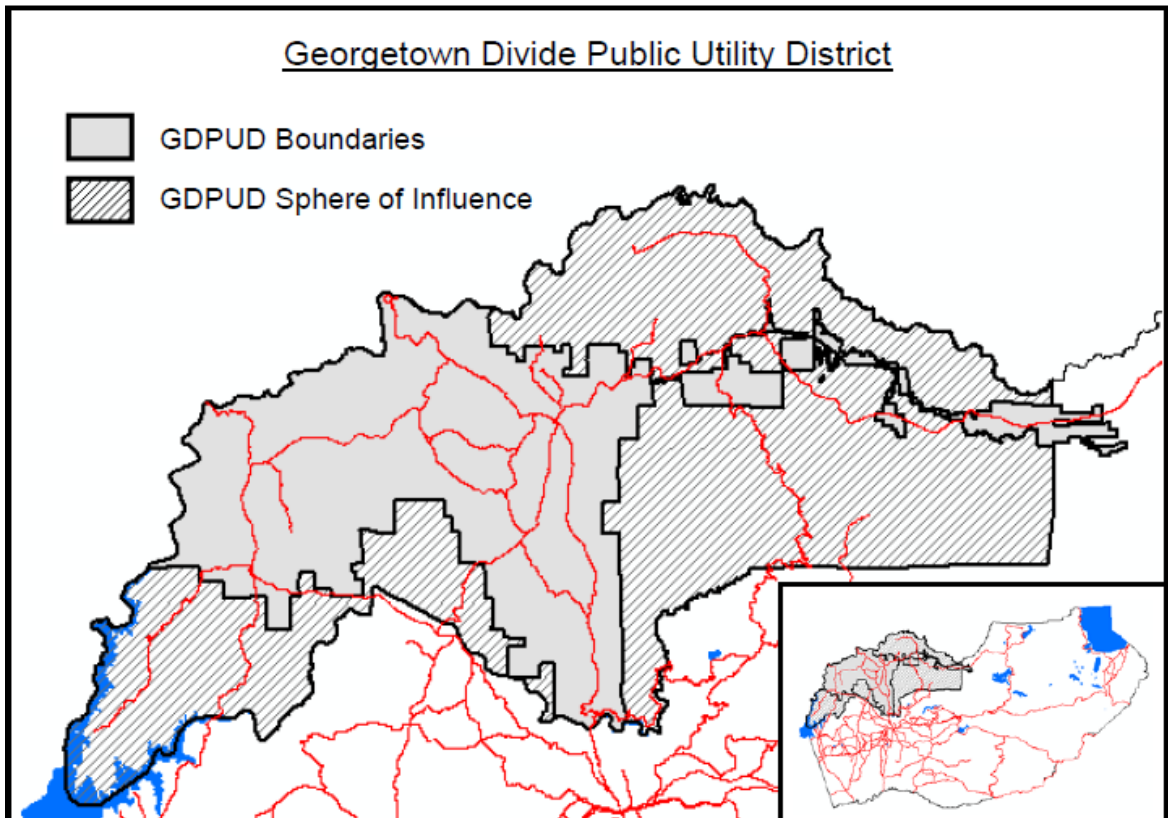 Georgetown Divide Public Utility District
GDPUD Boundaries
GDPUD Sphere of Influence